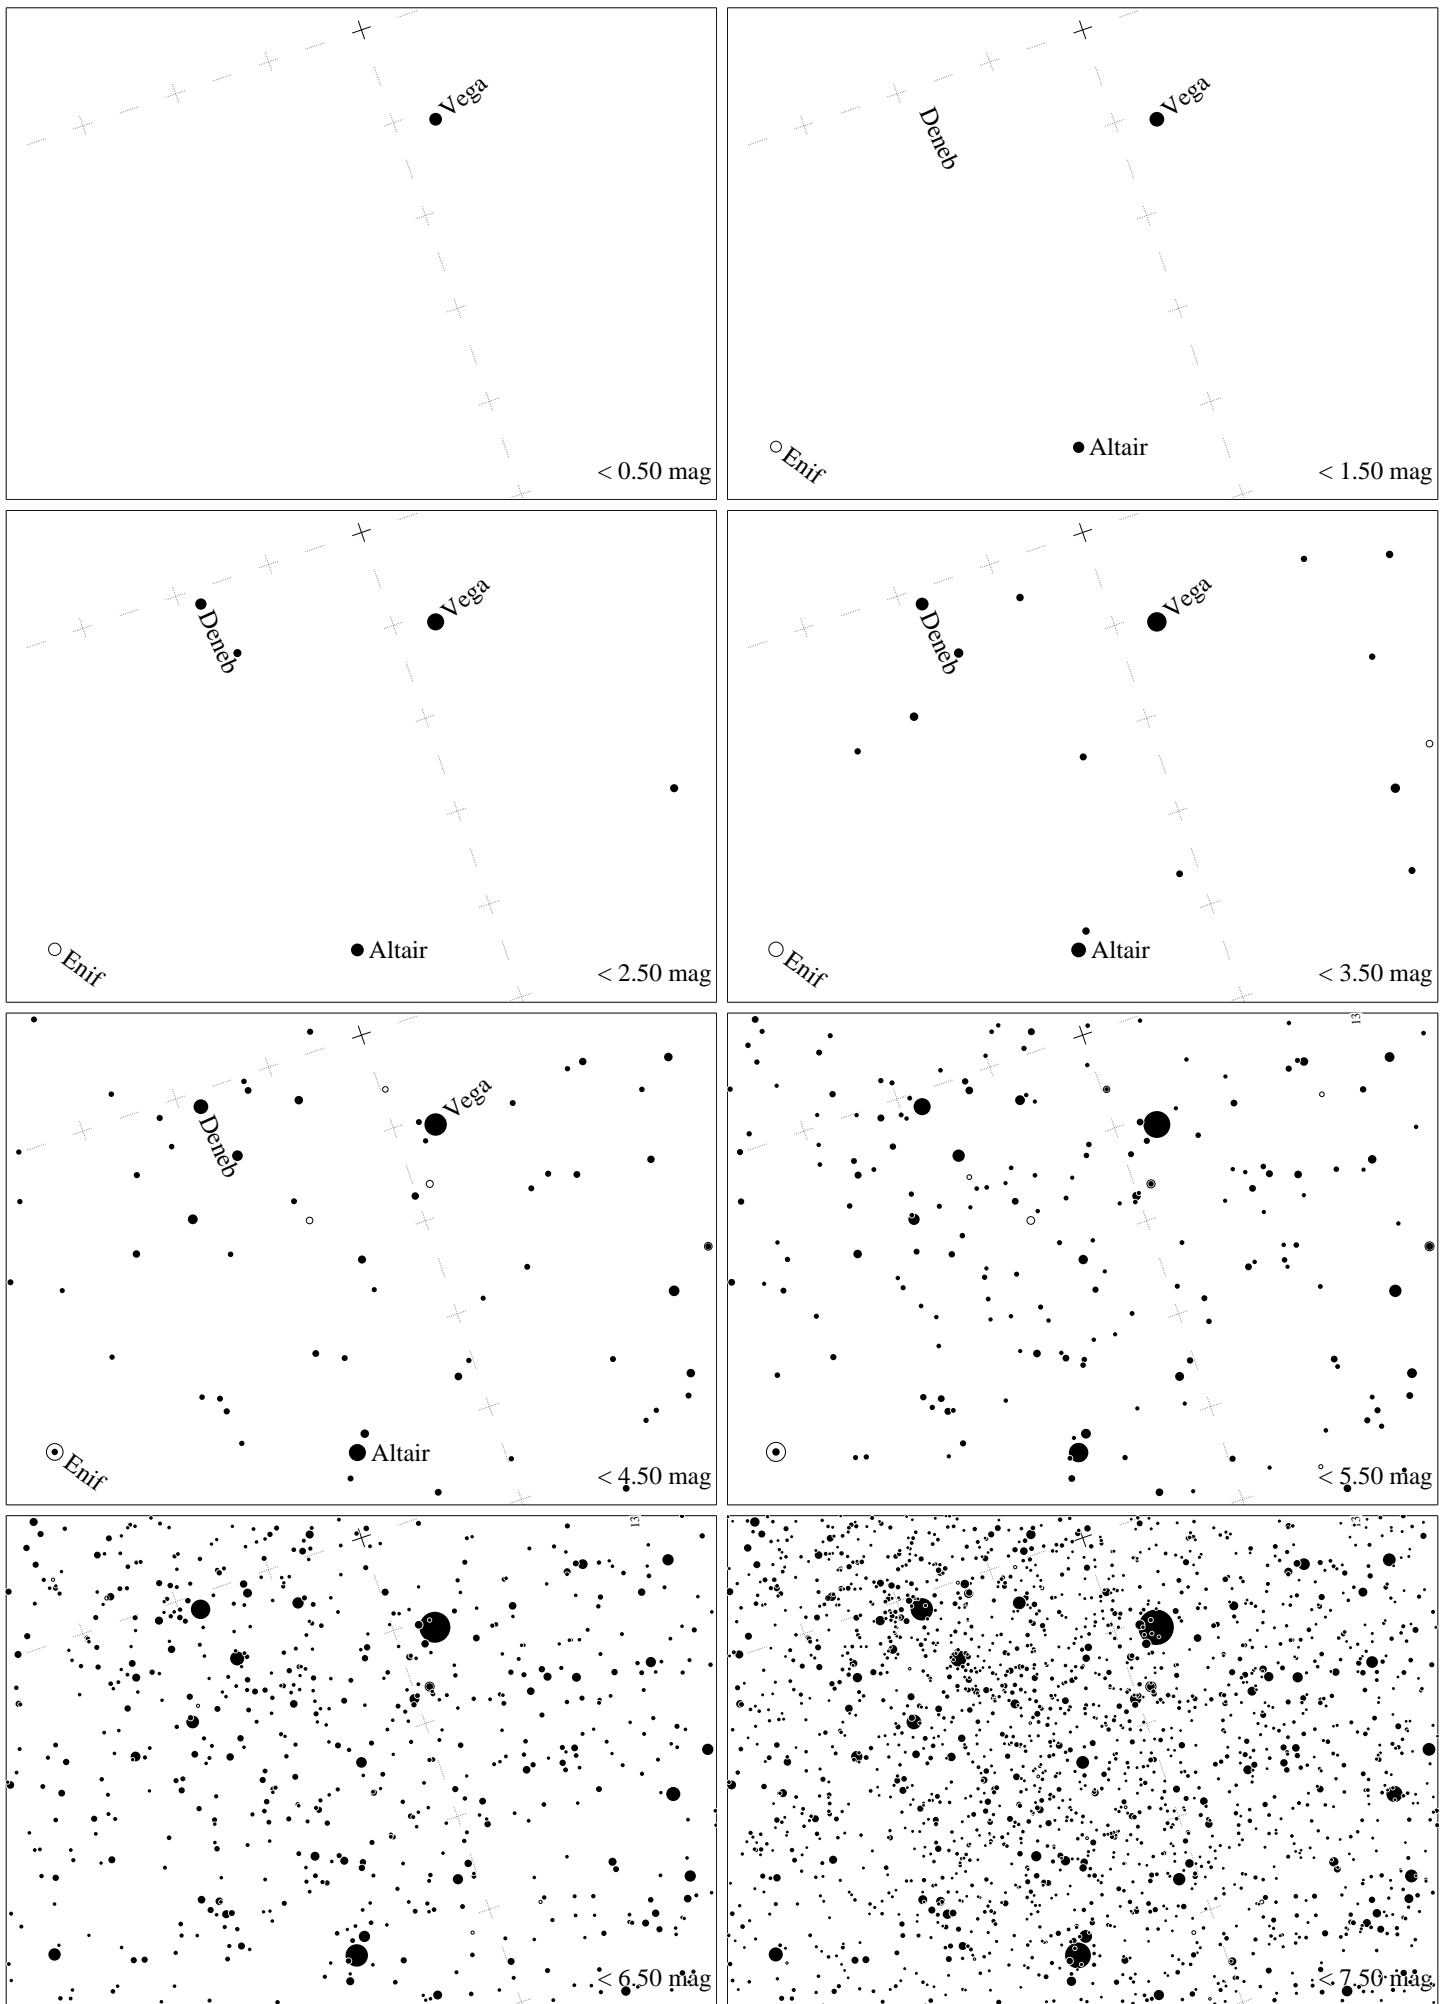 Vega
< 0.50 mag
Deneb
Vega
Enif
Altair
< 1.50 mag
Vega
Deneb
Enif
Altair
< 2.50 mag
Vega
Deneb
Enif
Altair
< 3.50 mag
Vega
Deneb
Enif
Altair
< 4.50 mag
13
< 5.50 mag
13
< 6.50 mag
13
< 7.50 mag